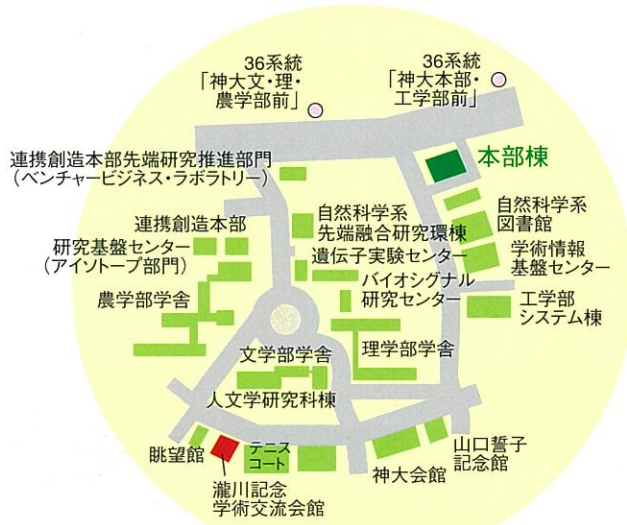 36系統
「神大文・理・
農学部前」
36系統
「神大本部・
工学部前」
本部棟
連携創造本部先端研究推進部門
（ベンチャービジネス・ラボラトリー）
自然科学系
図書館
連携創造本部
自然科学系
先端融合研究環棟
研究基盤センター
（アイソトープ部門）
遺伝子実験センター
学術情報
基盤センター
バイオシグナル
研究センター
農学部学舎
工学部
システム棟
文学部学舎
理学部学舎
人文学研究科棟
眺望館
テニス
コート
神大会館
山口誓子
記念館
瀧川記念
学術交流会館